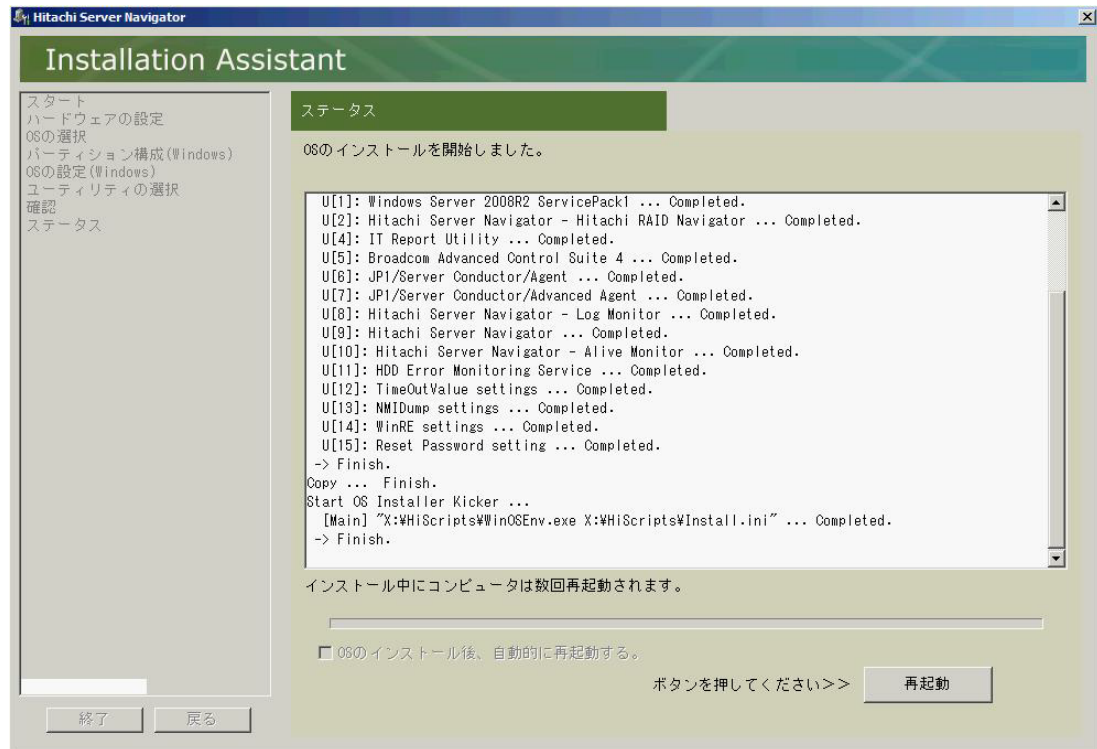 Hitachi Server Navigator
Installation Assistant
スタート
ハードウェアの設定
OSの選択
パーティション構成(Windows)
OSの設定(Windows)
ユーティリティの選択
確認
ステータス
ステータス
OSのインストールを開始しました。
U[1]: Windows Server 2008R2 ServicePack1 ... Completed.
U[2]: Hitachi Server Navigator - Hitachi RAID Navigator ... Completed.
U[4]: IT Report Utility ... Completed.
U[5]: Broadcom Advanced Control Suite 4 ... Completed.
U[6]: JP1/Server Conductor/Agent ... Completed.
U[7]: JP1/Server Conductor/Advanced Agent ... Completed.
U[8]: Hitachi Server Navigator - Log Monitor ... Completed.
U[9]: Hitachi Server Navigator ... Completed.
U[10]: Hitachi Server Navigator - Alive Monitor ... Completed.
U[11]: HDD Error Monitoring Service ... Completed.
U[12]: TimeOutValue settings ... Completed.
U[13]: NMIDump settings ... Completed.
U[14]: WinRE settings ... Completed.
U[15]: Reset Password setting ... Completed.
-> Finish.
Copy ... Finish.
Start OS Installer Kicker ...
[Main] "X:¥HiScripts¥WinOSEnv.exe X:¥HiScripts¥Install.ini" ... Completed.
-> Finish.
インストール中にコンピュータは数回再起動されます。
OSのインストール後、自動的に再起動する。
ボタンを押してください>> 再起動
終了 戻る